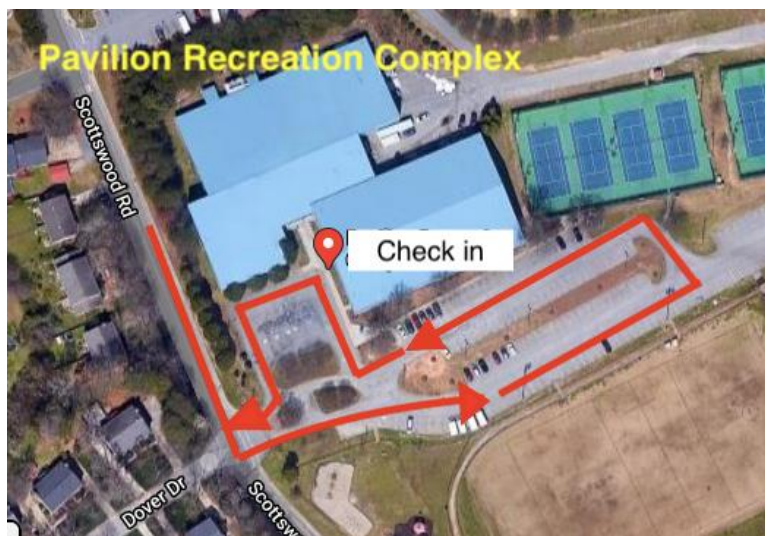 Pavilion Recreation Complex
Scottswood Rd
Check in
Dover Dr
Scottsw